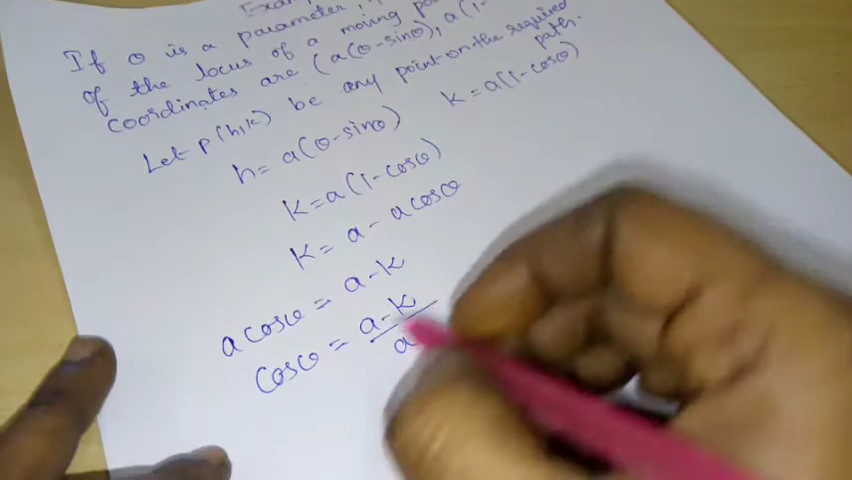 If θ is a parameter,
of the locus of a moving
coordinates are (a(θ-sinθ), a(1-
Let P(h,k) be any point on the required path.
h = a(θ-sinθ) k = a(1-cosθ)
k = a(1-cosθ)
k = a - a cosθ
a cosθ = a-k
cosθ = a-k
a